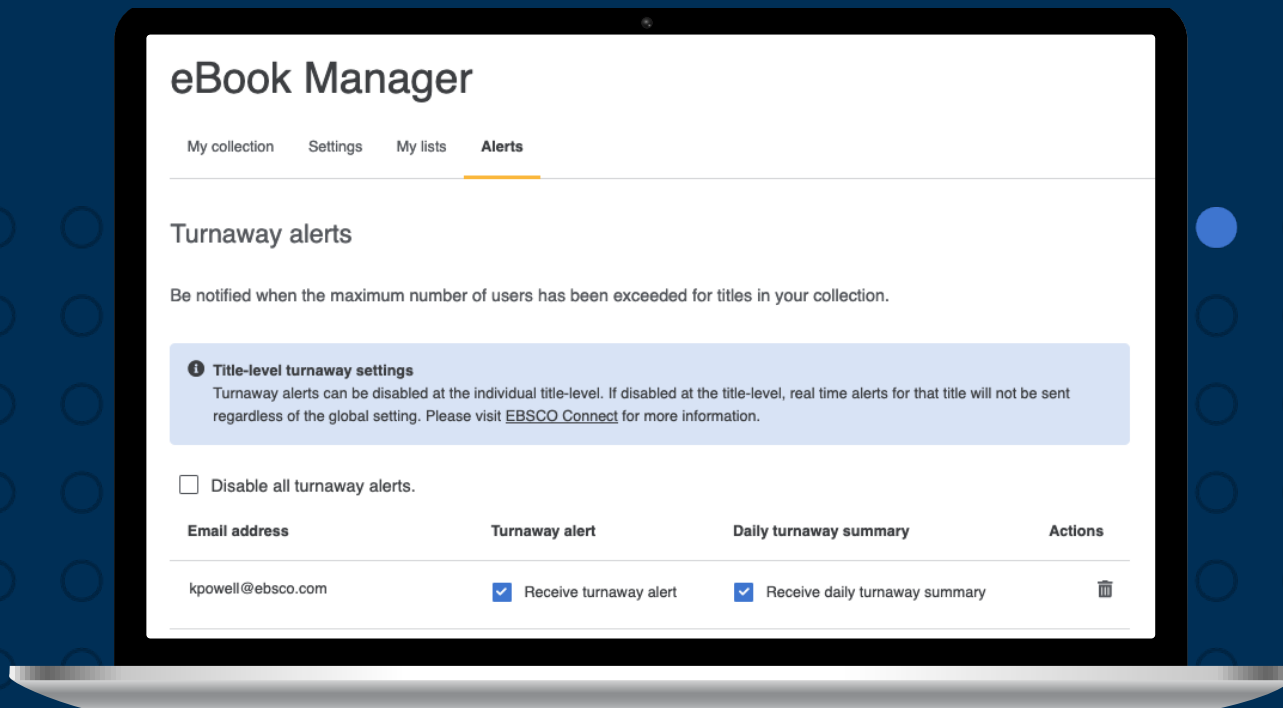 eBook Manager
My collection Settings My lists Alerts
Turnaway alerts
Be notified when the maximum number of users has been exceeded for titles in your collection.
Title-level turnaway settings
Turnaway alerts can be disabled at the individual title-level. If disabled at the title-level, real time alerts for that title will not be sent
regardless of the global setting. Please visit EBSCO Connect for more information.
Disable all turnaway alerts.
Email address Turnaway alert Daily turnaway summary Actions
kpowell@ebsco.com Receive turnaway alert Receive daily turnaway summary